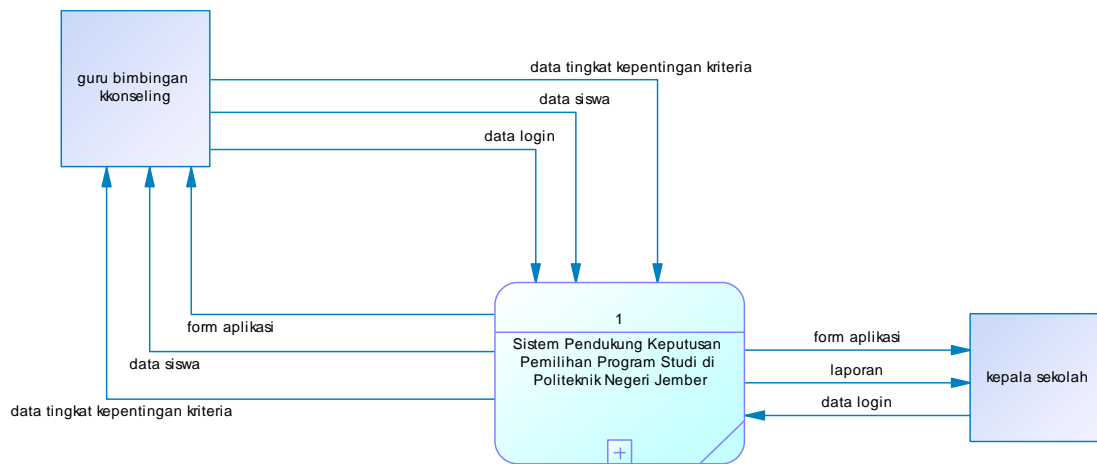 guru bimbingan
kkonseling
data tingkat kepentingan kriteria
data siswa
data login
form aplikasi
data siswa
data tingkat kepentingan kriteria
1
Sistem Pendukung Keputusan
Pemilihan Program Studi di
Politeknik Negeri Jember
form aplikasi
laporan
data login
kepala sekolah